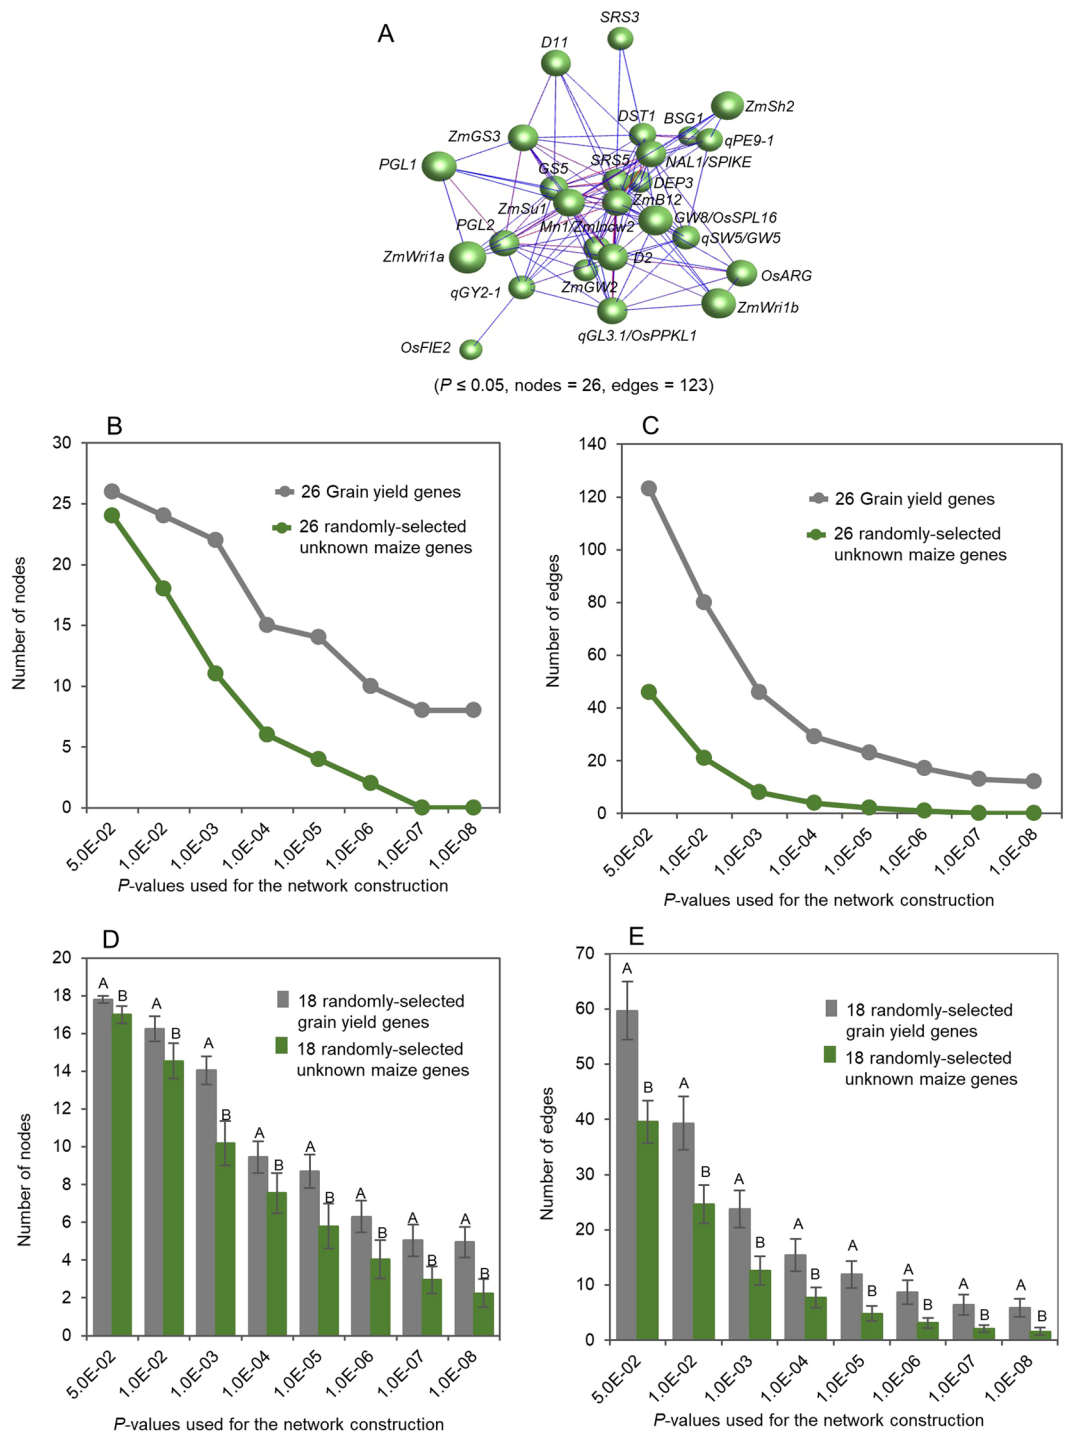 A
SRS3
D11
ZmSh2
DST1
BSG1
ZmGS3
qPE9-1
PGL1
SRS5
NAL1/SPIKE
GS5
DEP3
ZmSu1
ZmB12
PGL2
Mn1/ZmIncw2
GW8/OsSPL16
qSW5/GW5
ZmWri1a
D2
OsARG
qGY2-1
ZmGW2
ZmWri1b
OsFIE2
qGL3.1/OsPPKL1
(P ≤ 0.05, nodes = 26, edges = 123)
B
30
25
20
15
10
5
0
Number of nodes
26 Grain yield genes
26 randomly-selected
unknown maize genes
5.0E-02
1.0E-02
1.0E-03
1.0E-04
1.0E-05
1.0E-06
1.0E-07
1.0E-08
P-values used for the network construction
C
140
120
100
80
60
40
20
0
Number of edges
26 Grain yield genes
26 randomly-selected
unknown maize genes
5.0E-02
1.0E-02
1.0E-03
1.0E-04
1.0E-05
1.0E-06
1.0E-07
1.0E-08
P-values used for the network construction
D
20
18
16
14
12
10
8
6
4
2
0
Number of nodes
18 randomly-selected
grain yield genes
18 randomly-selected
unknown maize genes
A
B
A
B
A
B
A
B
A
B
A
B
A
B
A
B
5.0E-02
1.0E-02
1.0E-03
1.0E-04
1.0E-05
1.0E-06
1.0E-07
1.0E-08
P-values used for the network construction
E
70
60
50
40
30
20
10
0
Number of edges
18 randomly-selected
grain yield genes
18 randomly-selected
unknown maize genes
A
B
A
B
A
B
A
B
A
B
A
B
A
B
A
B
5.0E-02
1.0E-02
1.0E-03
1.0E-04
1.0E-05
1.0E-06
1.0E-07
1.0E-08
P-values used for the network construction